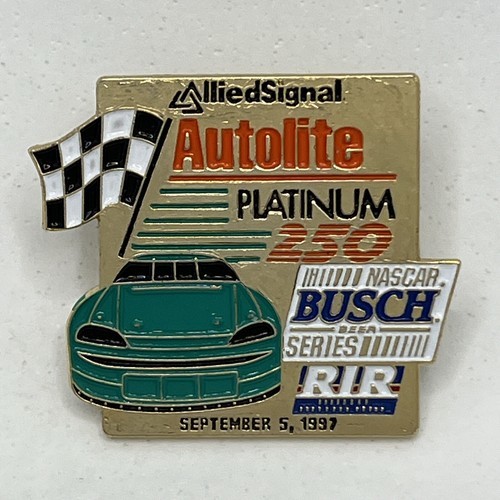 AlliedSignal
Autolite
PLATINUM
250
NASCAR
BUSCH
BEER
SERIES
RIR
SEPTEMBER 5, 1997